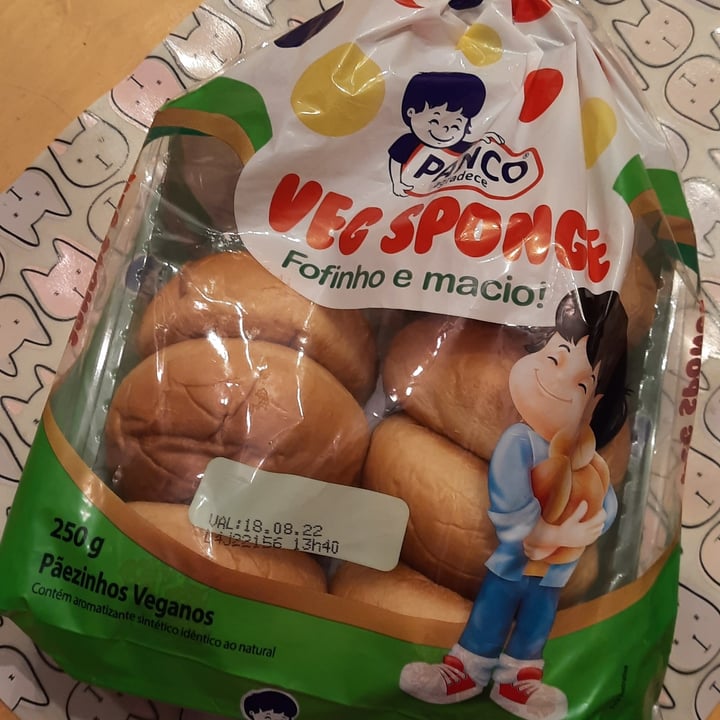 PANCO
agradece
VEG SPONGE
Fofinho e macio!
VAL:18.08.22
13h40
250 g
Pãezinhos Veganos
Contém aromatizante sintético idêntico ao natural